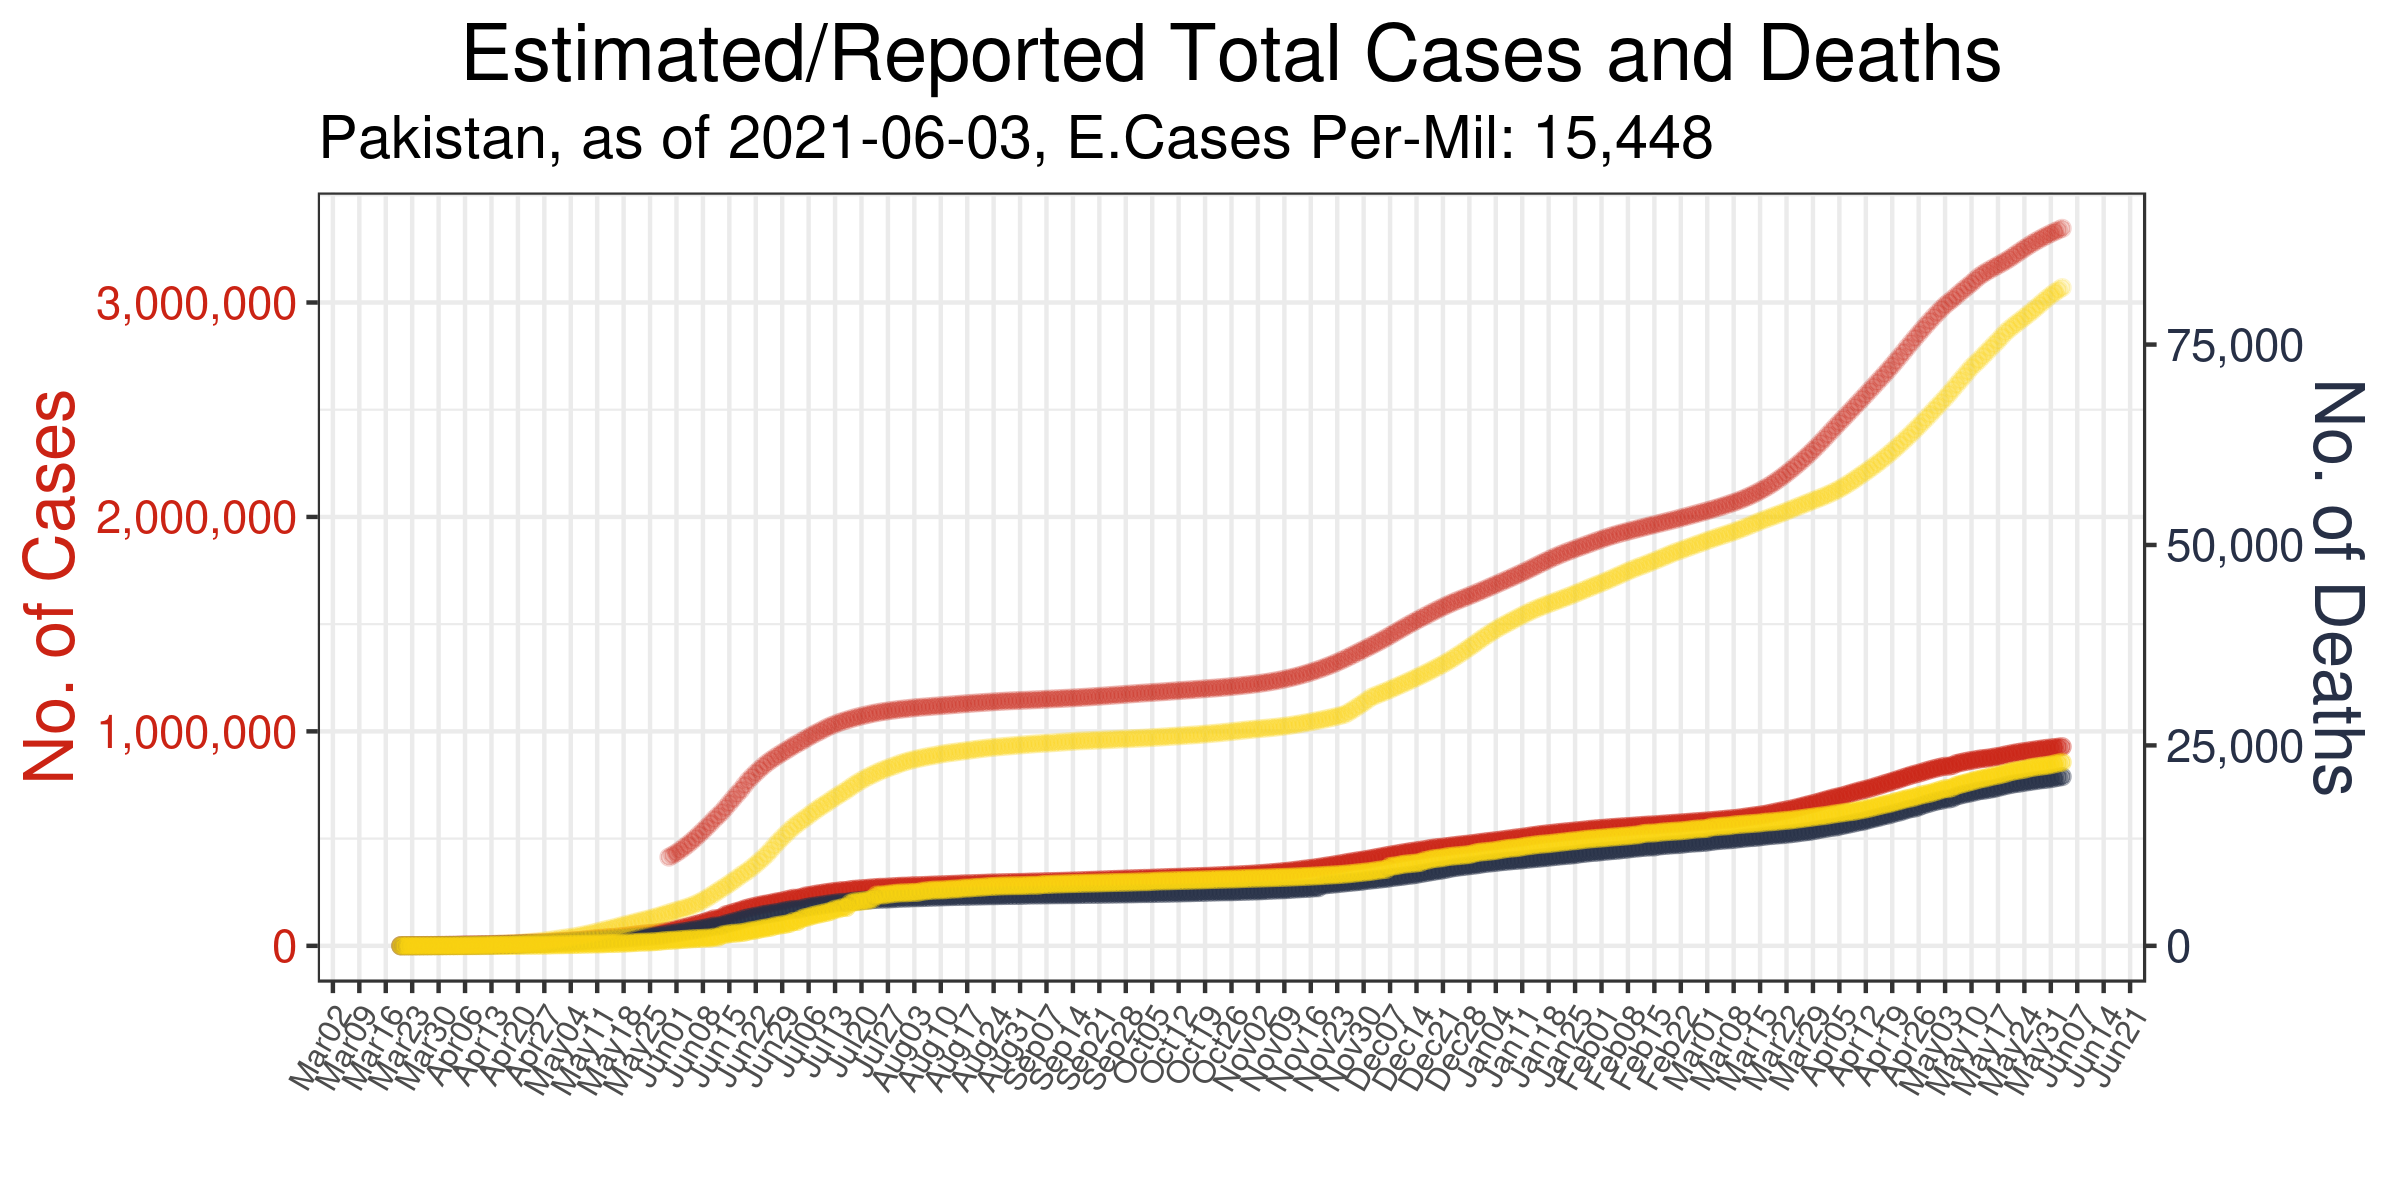 Estimated/Reported Total Cases and Deaths
Pakistan, as of 2021-06-03, E.Cases Per-Mil: 15,448
No. of Cases
3,000,000
2,000,000
1,000,000
0
75,000
50,000
25,000
0
No. of Deaths
Mar02
Mar09
Mar16
Mar23
Mar30
Apr06
Apr13
Apr20
Apr27
May04
May11
May18
May25
Jun01
Jun08
Jun15
Jun22
Jun29
Jul06
Jul13
Jul20
Jul27
Aug03
Aug10
Aug17
Aug24
Aug31
Sep07
Sep14
Sep21
Sep28
Oct05
Oct12
Oct19
Oct26
Nov02
Nov09
Nov16
Nov23
Nov30
Dec07
Dec14
Dec21
Dec28
Jan04
Jan11
Jan18
Jan25
Feb01
Feb08
Feb15
Feb22
Mar01
Mar08
Mar15
Mar22
Mar29
Apr05
Apr12
Apr19
Apr26
May03
May10
May17
May24
May31
Jun07
Jun14
Jun21